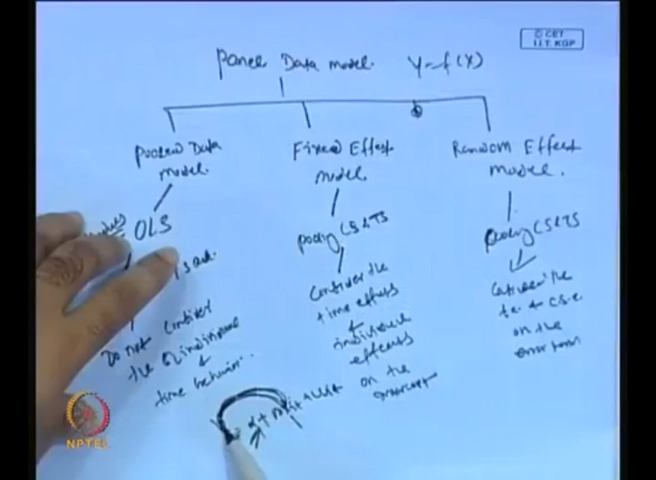 © CET
I.I.T. KGP
Panel Data model. Y = f(X)
Pooled Data
model.
Fixed Effect
model.
Random Effect
model.
OLS
pooling CS & TS
pooling CS & TS
Consider the
time effects
+
individual
effects
on the
intercept
Consider the
on the
error term
Do not consider
the
individual
+
time behaviour..
NPTEL